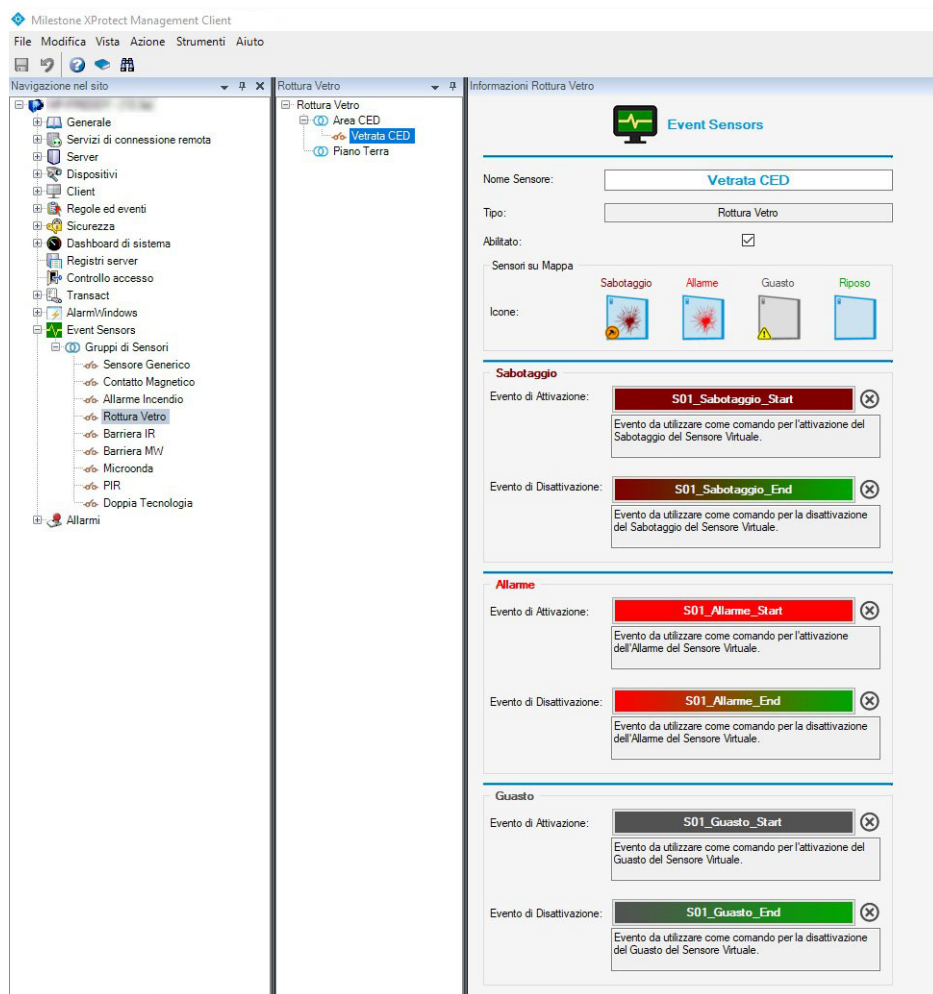 Milestone XProtect Management Client
File Modifica Vista Azione Strumenti Aiuto
Navigazione nel sito
Generale
Servizi di connessione remota
Server
Dispositivi
Client
Regole ed eventi
Sicurezza
Dashboard di sistema
Registri server
Controllo accesso
Transact
AlarmWindows
Event Sensors
Gruppi di Sensori
Sensore Generico
Contatto Magnetico
Allarme Incendio
Rottura Vetro
Barriera IR
Barriera MW
Microonda
PIR
Doppia Tecnologia
Allarmi
Rottura Vetro
Rottura Vetro
Area CED
Vetrata CED
Piano Terra
Informazioni Rottura Vetro
Event Sensors
Nome Sensore: Vetrata CED
Tipo: Rottura Vetro
Abilitato:
Sensori su Mappa
Sabotaggio Allarme Guasto Riposo
Icone:
Sabotaggio
Evento di Attivazione: S01_Sabotaggio_Start
Evento da utilizzare come comando per l'attivazione del
Sabotaggio del Sensore Virtuale.
Evento di Disattivazione: S01_Sabotaggio_End
Evento da utilizzare come comando per la disattivazione
del Sabotaggio del Sensore Virtuale.
Allarme
Evento di Attivazione: S01_Allarme_Start
Evento da utilizzare come comando per l'attivazione
dell'Allarme del Sensore Virtuale.
Evento di Disattivazione: S01_Allarme_End
Evento da utilizzare come comando per la disattivazione
dell'Allarme del Sensore Virtuale.
Guasto
Evento di Attivazione: S01_Guasto_Start
Evento da utilizzare come comando per l'attivazione del
Guasto del Sensore Virtuale.
Evento di Disattivazione: S01_Guasto_End
Evento da utilizzare come comando per la disattivazione
del Guasto del Sensore Virtuale.